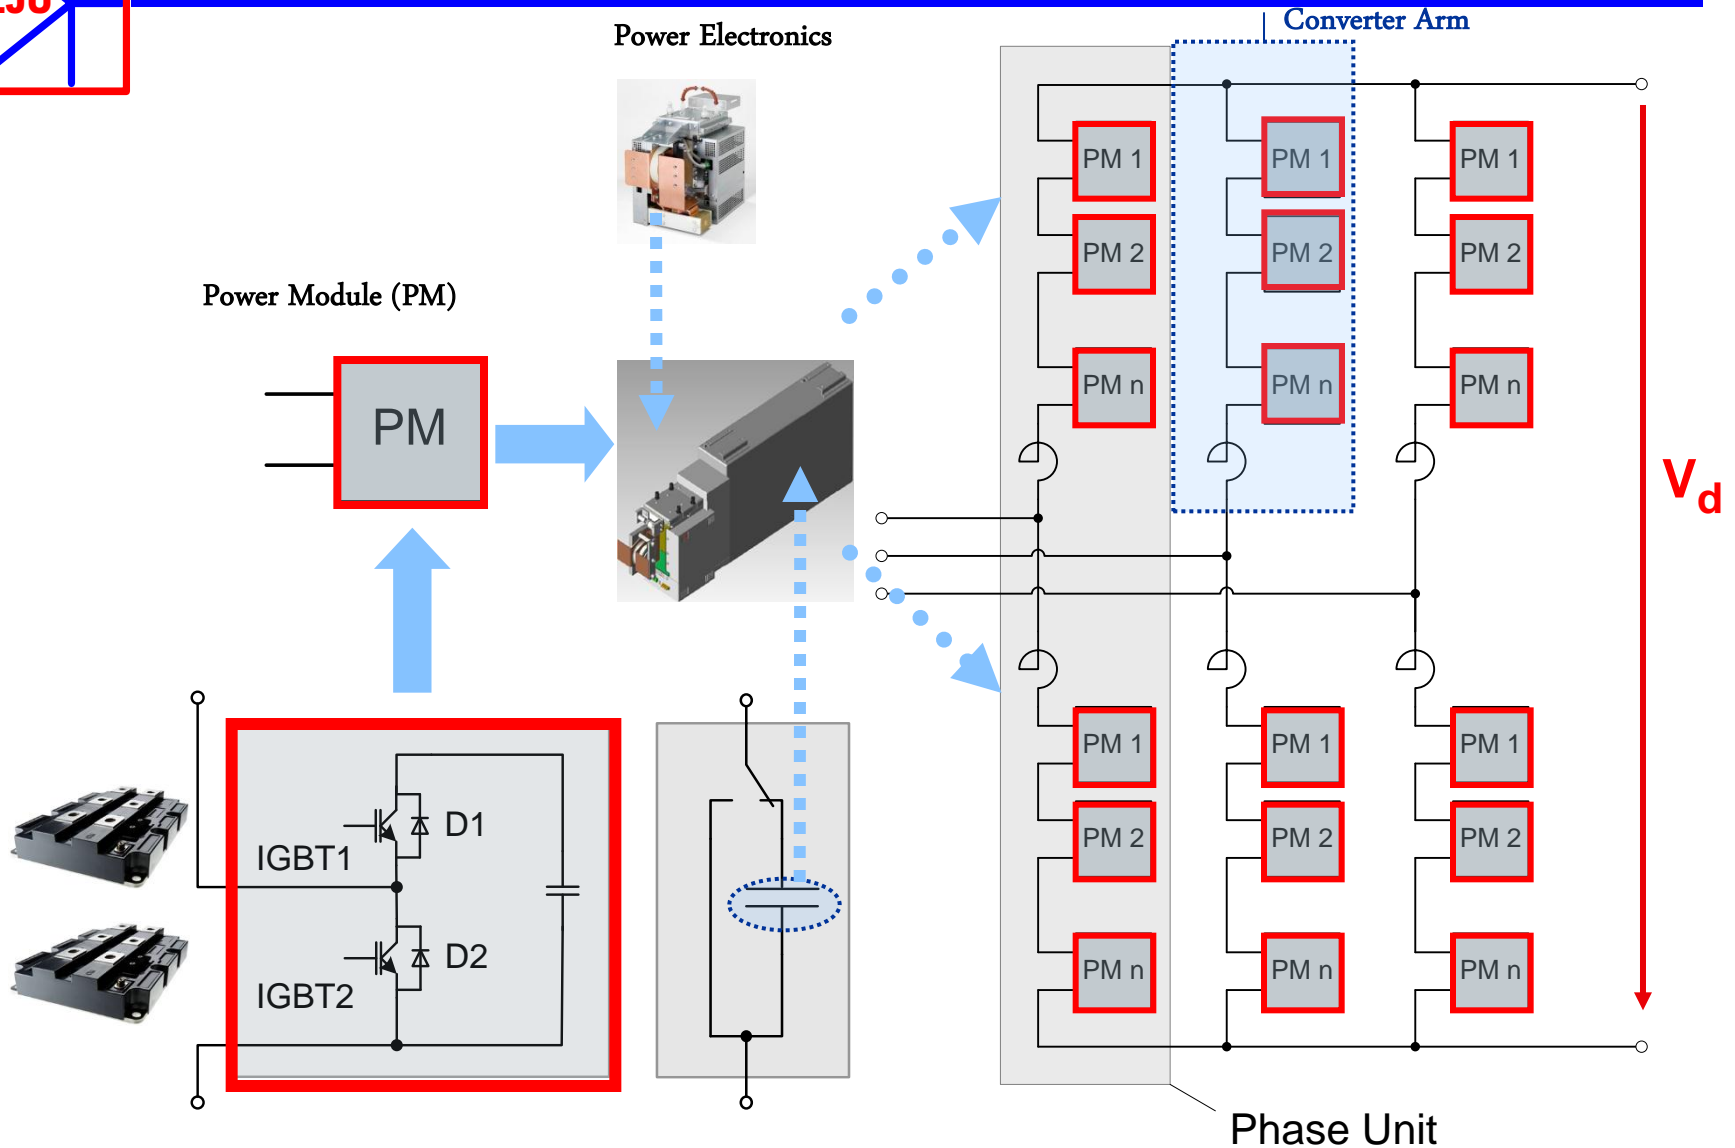 Converter Arm
Power Electronics
Power Module (PM)
PM
IGBT1
D1
IGBT2
D2
PM 1
PM 1
PM 1
PM 2
PM 2
PM 2
PM n
PM n
PM n
Vd
PM 1
PM 1
PM 1
PM 2
PM 2
PM 2
PM n
PM n
PM n
Phase Unit